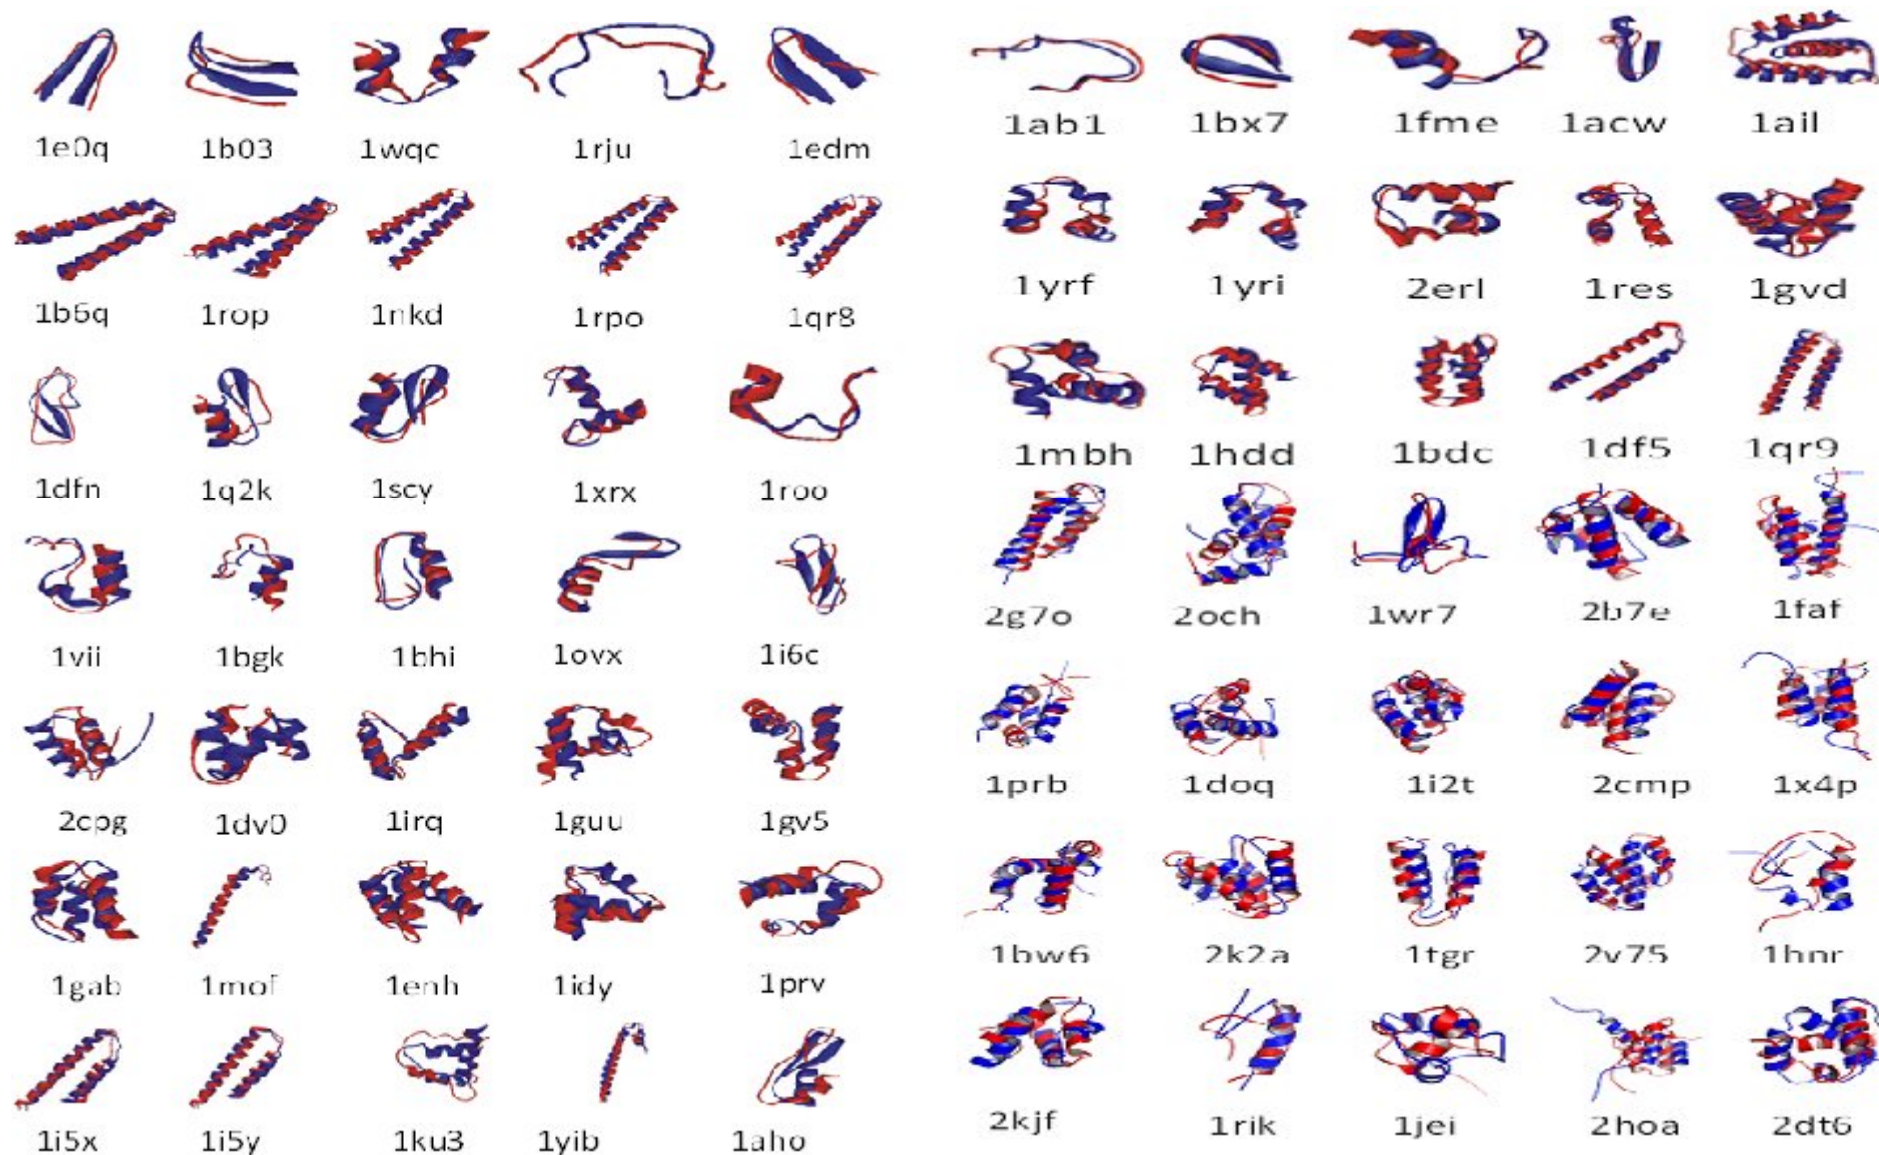 1e0q 1b03 1wqc 1rju 1edm
1b6q 1rop 1nkd 1rpo 1qr8
1dfn 1q2k 1scy 1xrx 1roo
1vii 1bgk 1bhi 1ovx 1i6c
2cpg 1dv0 1irq 1guu 1gv5
1gab 1mof 1enh 1idy 1prv
1i5x 1i5y 1ku3 1yib 1aho
1ab1 1bx7 1fme 1acw 1ail
1yrf 1yri 2erl 1res 1gvd
1mbh 1hdd 1bdc 1df5 1qr9
2g7o 2och 1wr7 2b7e 1faf
1prb 1doq 1i2t 2cmp 1x4p
1bw6 2k2a 1tgr 2v75 1hnr
2kjf 1rik 1jei 2hoa 2dt6